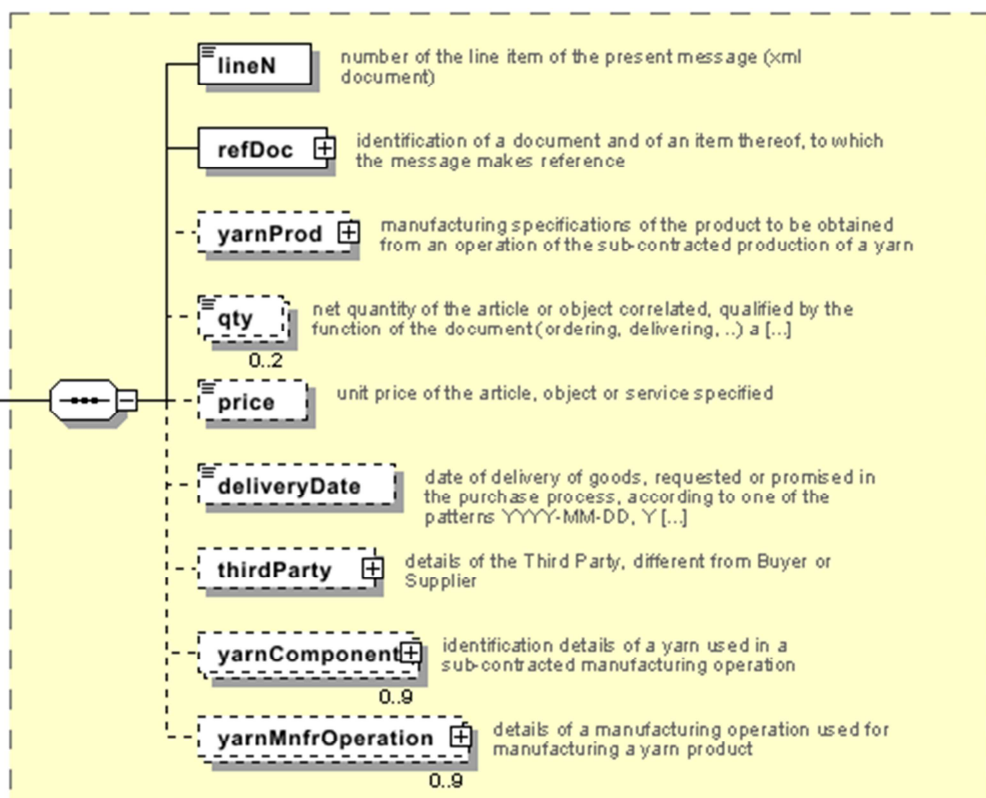 lineN
number of the line item of the present message (xml
document)
refDoc
identification of a document and of an item thereof, to which
the message makes reference
yarnProd
manufacturing specifications of the product to be obtained
from an operation of the sub-contracted production of a yarn
qty
net quantity of the article or object correlated, qualified by the
function of the document (ordering, delivering, ..) a [...]
0..2
price
unit price of the article, object or service specified
deliveryDate
date of delivery of goods, requested or promised in
the purchase process, according to one of the
patterns YYYY-MM-DD, Y [...]
thirdParty
details of the Third Party, different from Buyer or
Supplier
yarnComponent
identification details of a yarn used in a
sub-contracted manufacturing operation
0..9
yarnMnfrOperation
details of a manufacturing operation used for
manufacturing a yarn product
0..9